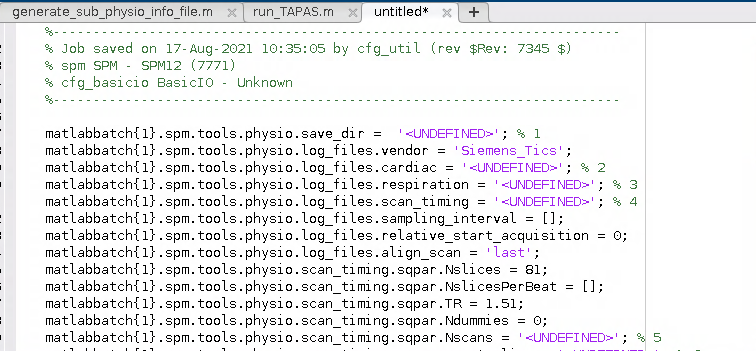 generate_sub_physio_info_file.m × run_TAPAS.m × untitled* × +
%-----------------------------------------------------------------------
% Job saved on 17-Aug-2021 10:35:05 by cfg_util (rev $Rev: 7345 $)
% spm SPM - SPM12 (7771)
% cfg_basicio BasicIO - Unknown
%-----------------------------------------------------------------------
matlabbatch{1}.spm.tools.physio.save_dir =  '<UNDEFINED>'; % 1
matlabbatch{1}.spm.tools.physio.log_files.vendor = 'Siemens_Tics';
matlabbatch{1}.spm.tools.physio.log_files.cardiac = '<UNDEFINED>'; % 2
matlabbatch{1}.spm.tools.physio.log_files.respiration = '<UNDEFINED>'; % 3
matlabbatch{1}.spm.tools.physio.log_files.scan_timing = '<UNDEFINED>'; % 4
matlabbatch{1}.spm.tools.physio.log_files.sampling_interval = [];
matlabbatch{1}.spm.tools.physio.log_files.relative_start_acquisition = 0;
matlabbatch{1}.spm.tools.physio.log_files.align_scan = 'last';
matlabbatch{1}.spm.tools.physio.scan_timing.sqpar.Nslices = 81;
matlabbatch{1}.spm.tools.physio.scan_timing.sqpar.NslicesPerBeat = [];
matlabbatch{1}.spm.tools.physio.scan_timing.sqpar.TR = 1.51;
matlabbatch{1}.spm.tools.physio.scan_timing.sqpar.Ndummies = 0;
matlabbatch{1}.spm.tools.physio.scan_timing.sqpar.Nscans = '<UNDEFINED>'; % 5